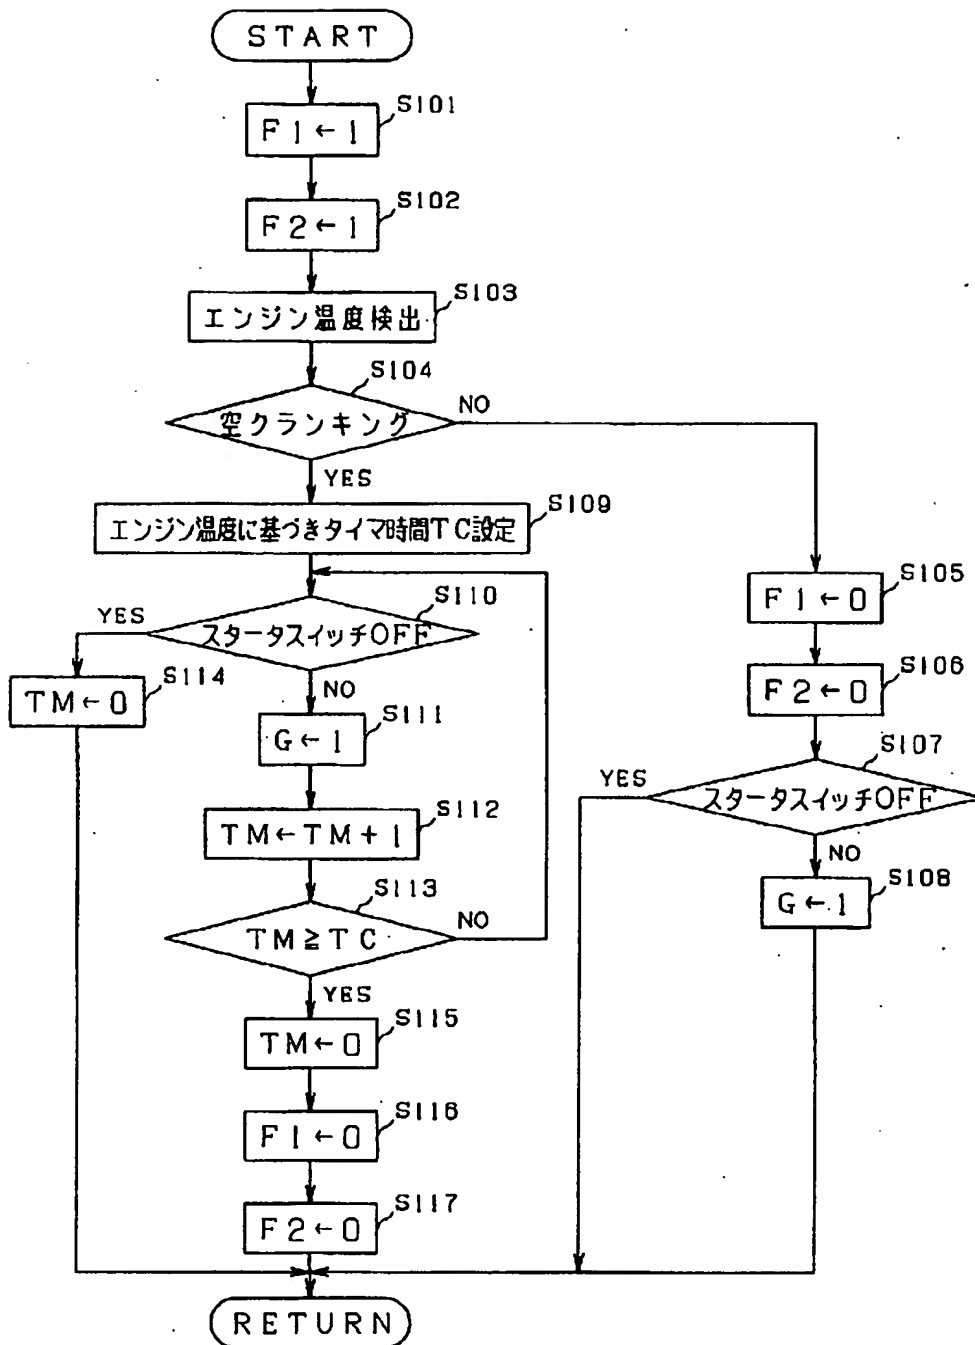 START
S101
F1←1
S102
F2←1
S103
エンジン温度検出
S104
空クランキング
NO
YES
S109
エンジン温度に基づきタイマ時間TC設定
S110
YES
スタータスイッチOFF
S105
F1←0
S114
TM←0
NO
S111
G←1
S106
F2←0
S107
YES
スタータスイッチOFF
S112
TM←TM+1
NO
S108
G←1
S113
TM≧TC
NO
YES
S115
TM←0
S116
F1←0
S117
F2←0
RETURN